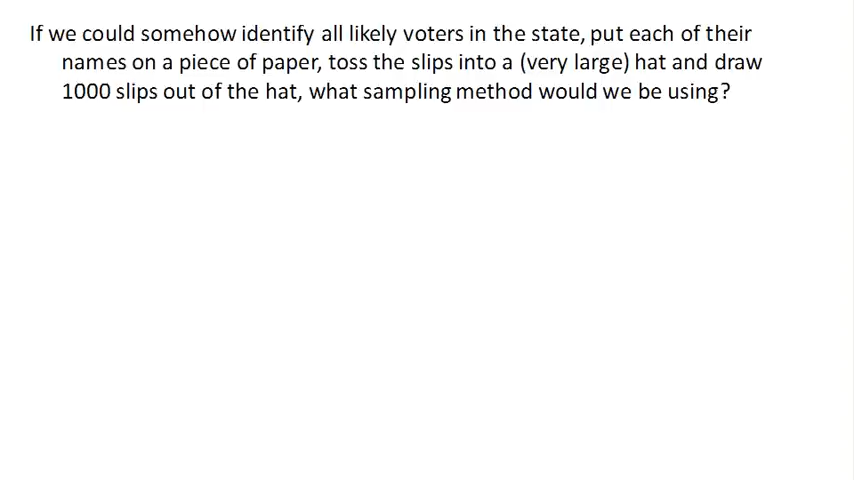 If we could somehow identify all likely voters in the state, put each of their
names on a piece of paper, toss the slips into a (very large) hat and draw
1000 slips out of the hat, what sampling method would we be using?